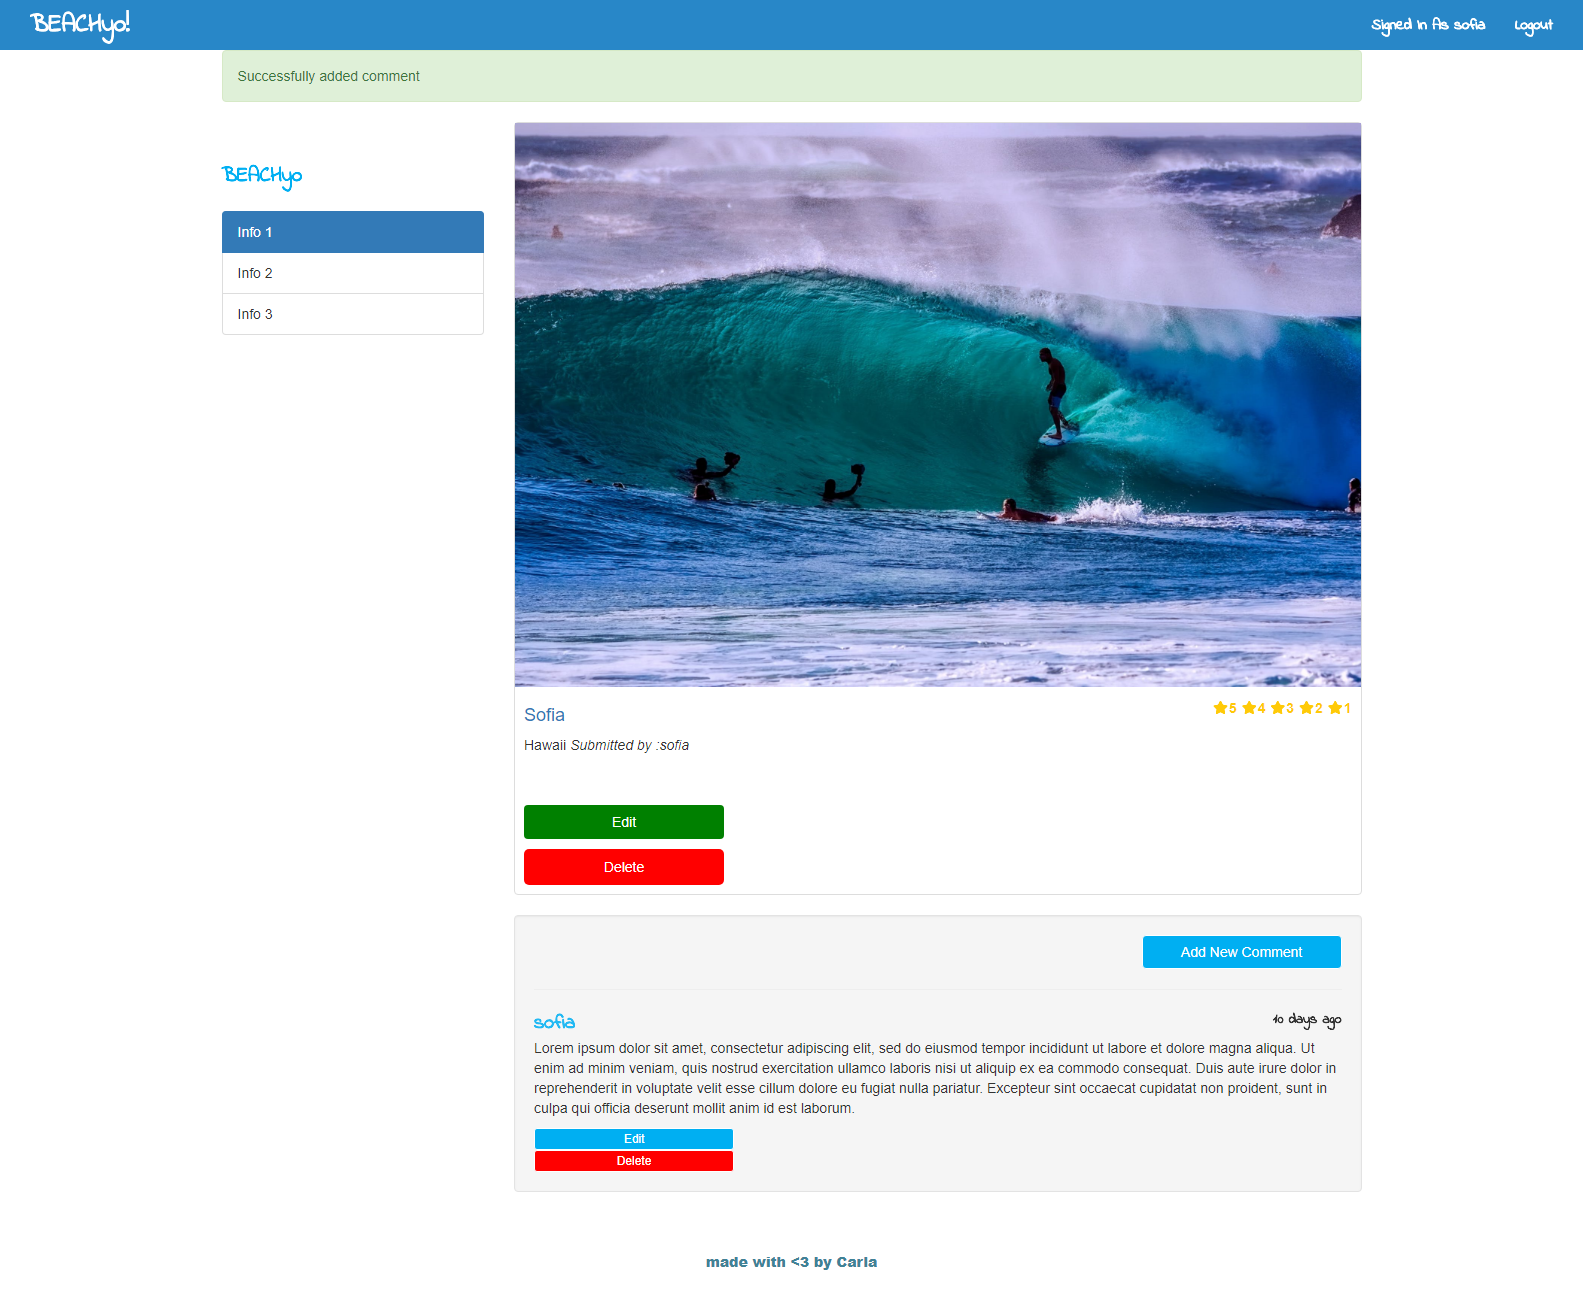 BEACHyo!
Signed In As sofia
Logout
Successfully added comment
BEACHyo
Info 1
Info 2
Info 3
Sofia
5 4 3 2 1
Hawaii Submitted by :sofia
Edit
Delete
Add New Comment
sofia
10 days ago
Lorem ipsum dolor sit amet, consectetur adipiscing elit, sed do eiusmod tempor incididunt ut labore et dolore magna aliqua. Ut
enim ad minim veniam, quis nostrud exercitation ullamco laboris nisi ut aliquip ex ea commodo consequat. Duis aute irure dolor in
reprehenderit in voluptate velit esse cillum dolore eu fugiat nulla pariatur. Excepteur sint occaecat cupidatat non proident, sunt in
culpa qui officia deserunt mollit anim id est laborum.
Edit
Delete
made with <3 by Carla